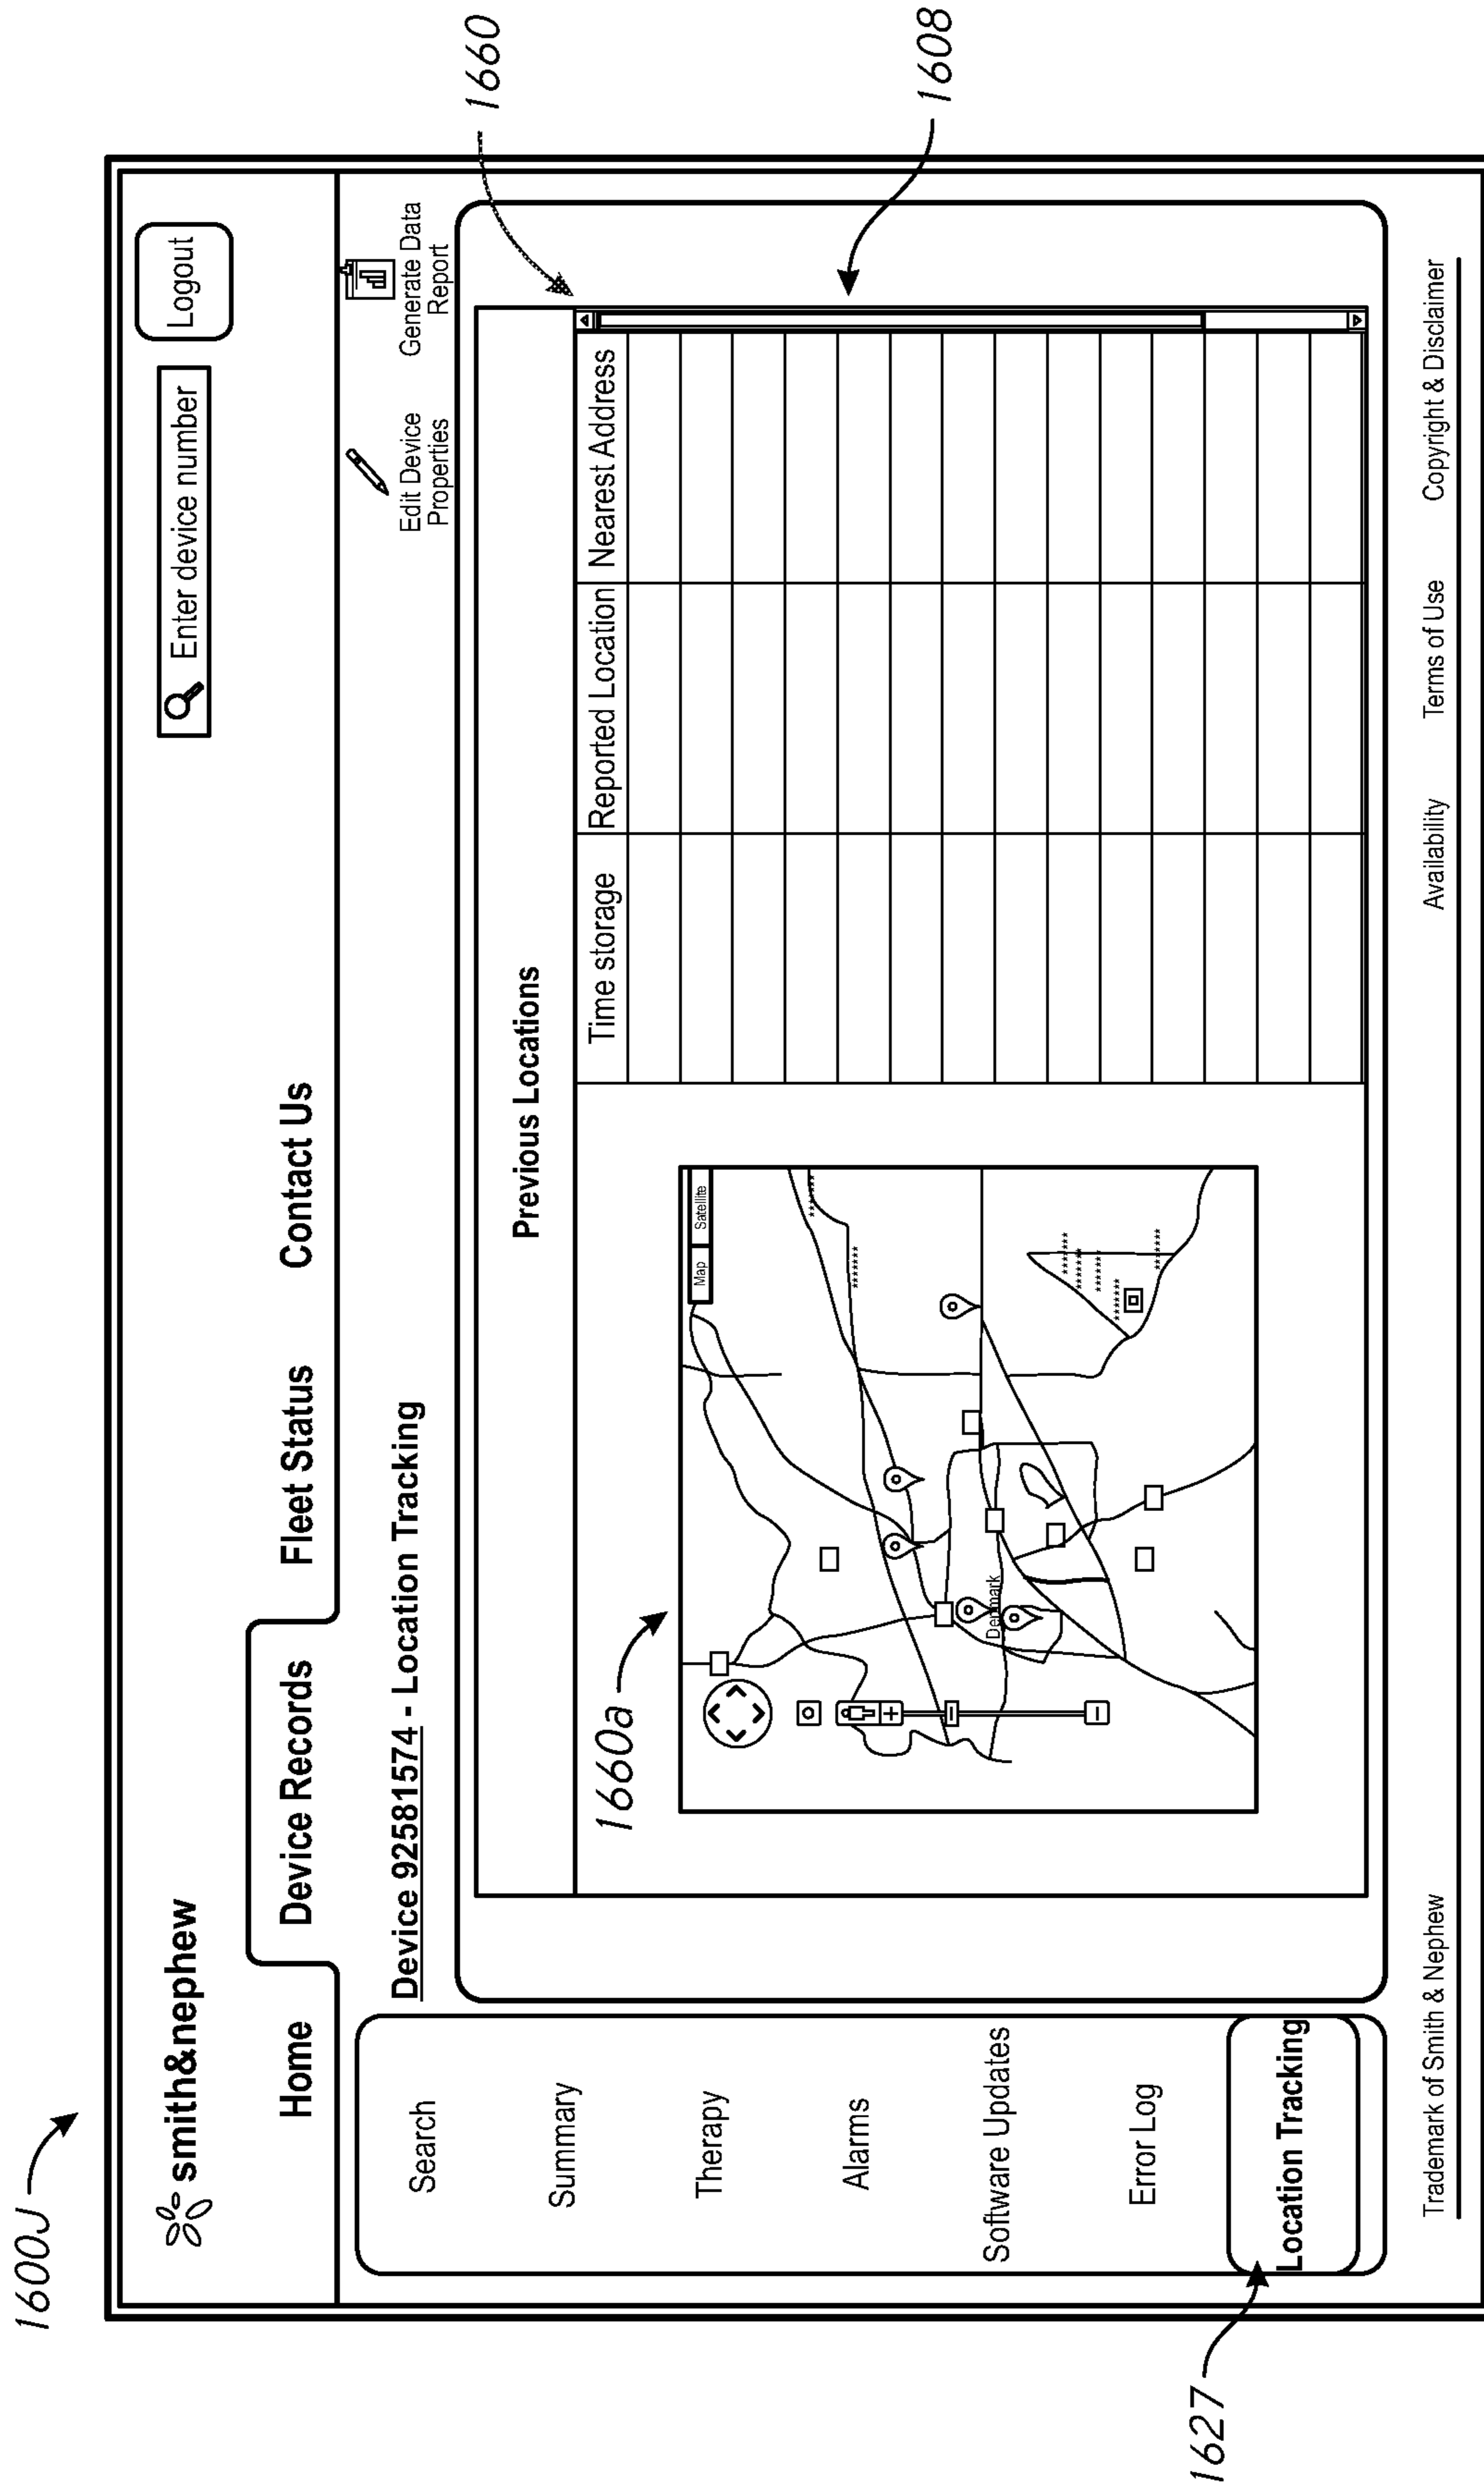 1600J
smith&nephew
Enter device number
Logout
Home
Device Records
Fleet Status
Contact Us
Device 92581574 - Location Tracking
Edit Device
Properties
Generate Data
Report
1660
Search
Summary
Therapy
Alarms
Software Updates
Error Log
Location Tracking
1627
Previous Locations
1660a
Map
Satellite
*******
*******
*******
*******
*******
*******
*******
Denmark
Time storage
Reported Location
Nearest Address
1608
Trademark of Smith & Nephew
Availability
Terms of Use
Copyright & Disclaimer